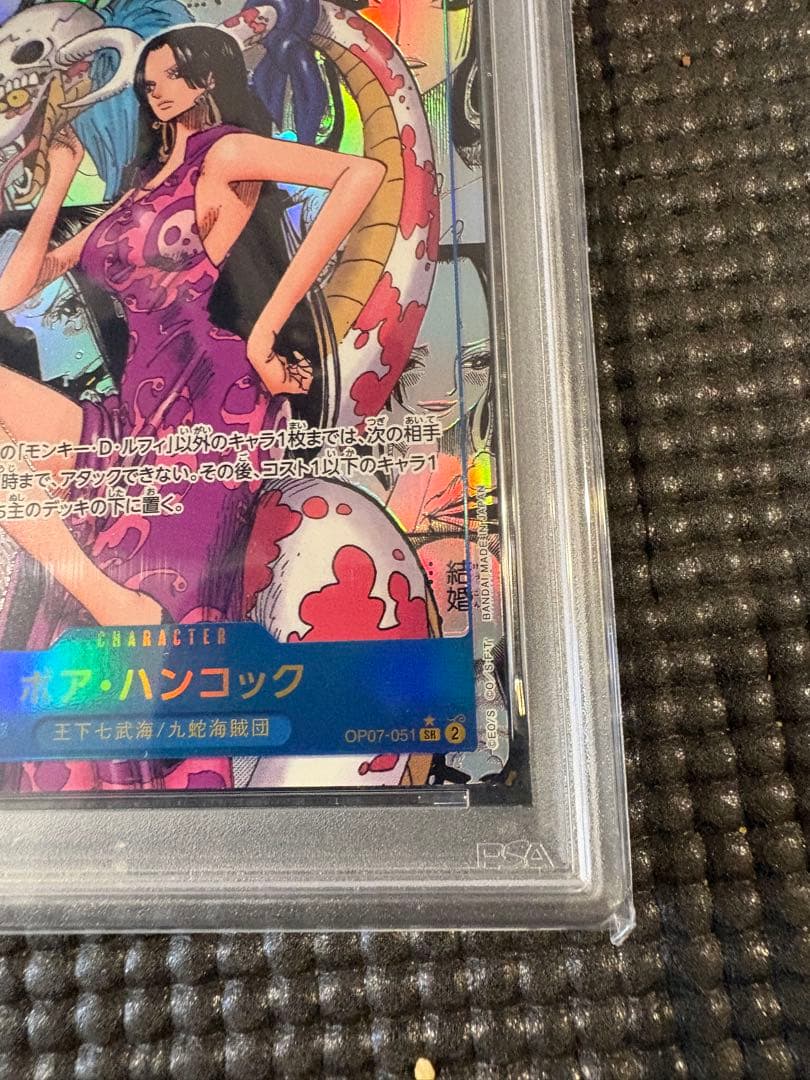 の「モンキー・D・ルフィ」以外のキャラ1枚までは、次の相手
時まで、アタックできない。その後、コスト1以下のキャラ1
主のデッキの下に置く。
…結婚
CHARACTER
ボア・ハンコック
王下七武海/九蛇海賊団
OP07-051 SR 2
©EO/S CO/S F・T BANDAI MADE IN JAPAN
PSA